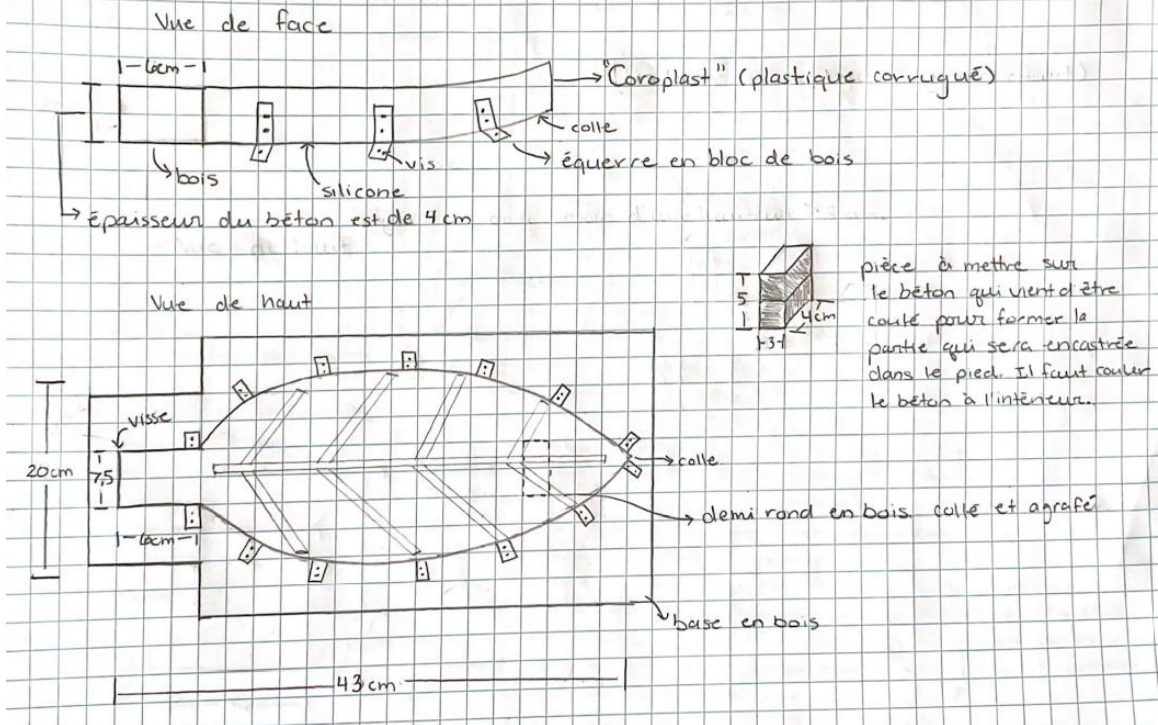 Vue de face
|-6cm-|
"Coroplast" (plastique corrugué)
colle
vis
équerre en bloc de bois
bois
silicone
épaisseur du béton est de 4 cm
Vue de haut
5
4cm
|-3-|
pièce à mettre sur
le béton qui vient d'être
coulé pour former la
partie qui sera encastrée
dans le pied. Il faut couler
le béton à l'intérieur.
visse
20cm
7,5
colle
|-6cm-|
demi rond en bois collé et agrafé
base en bois
43 cm